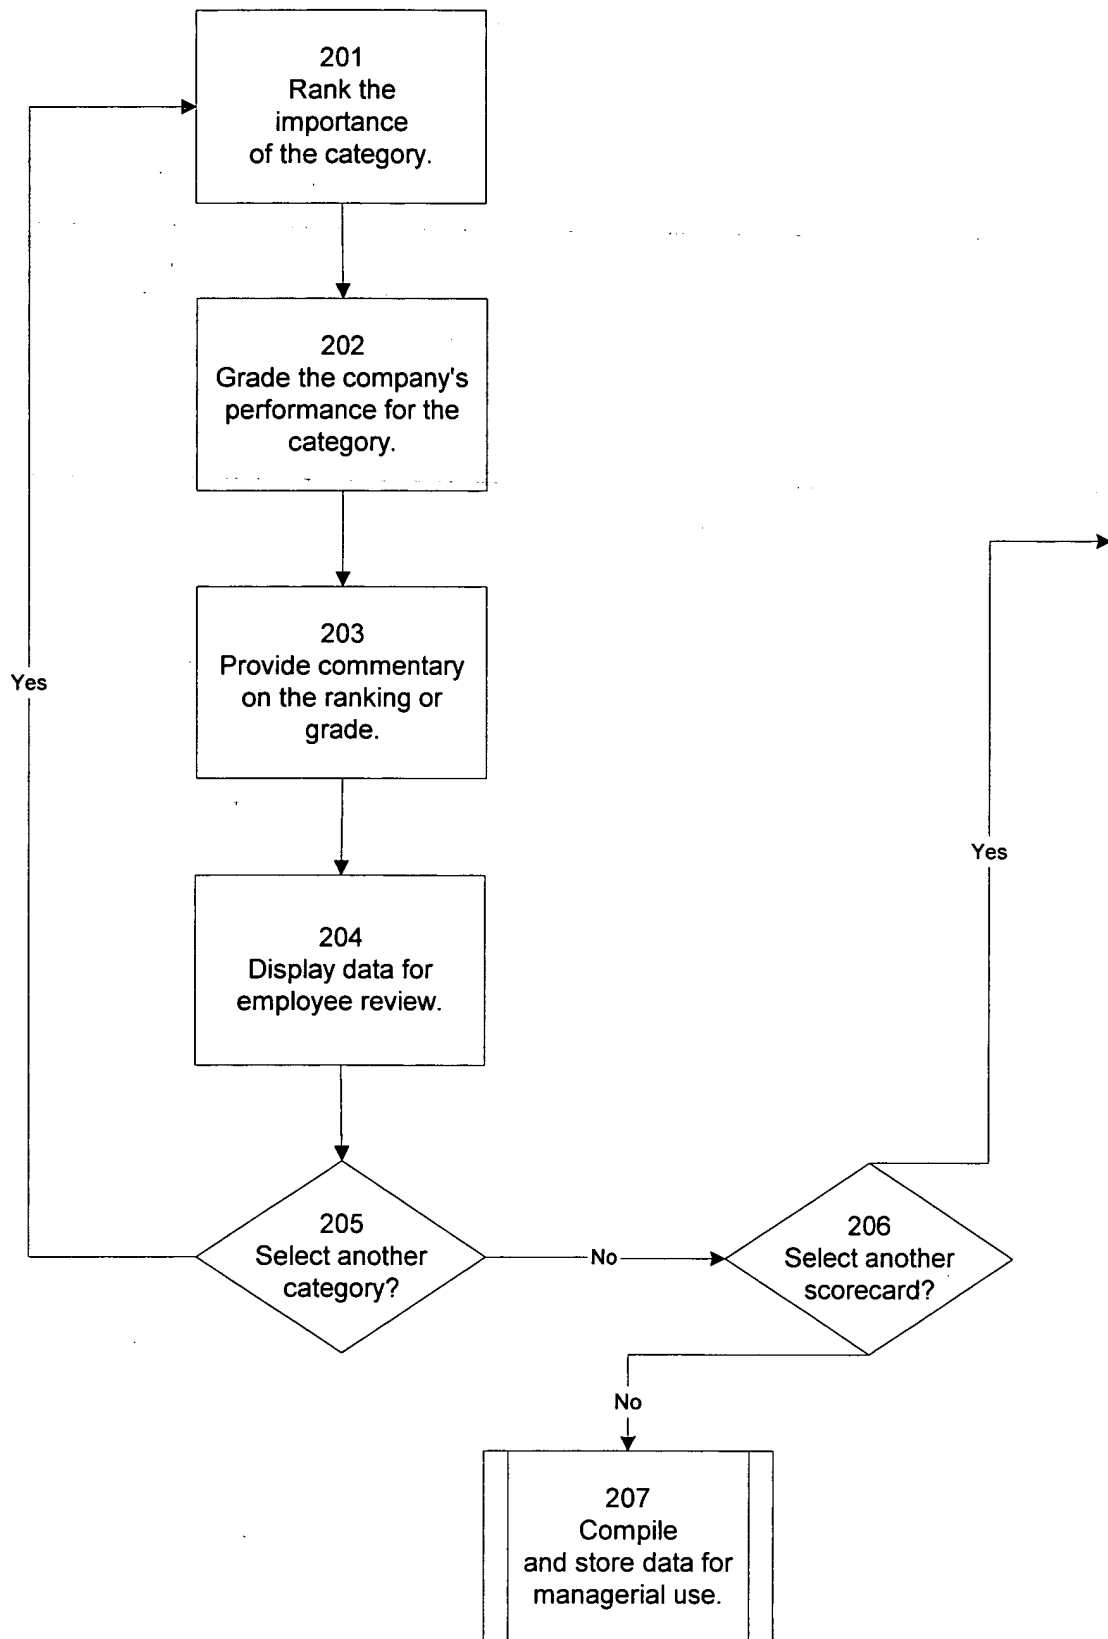 201
Rank the
importance
of the category.
202
Grade the company's
performance for the
category.
203
Provide commentary
on the ranking or
grade.
Yes
Yes
204
Display data for
employee review.
205
Select another
category?
No
206
Select another
scorecard?
No
207
Compile
and store data for
managerial use.